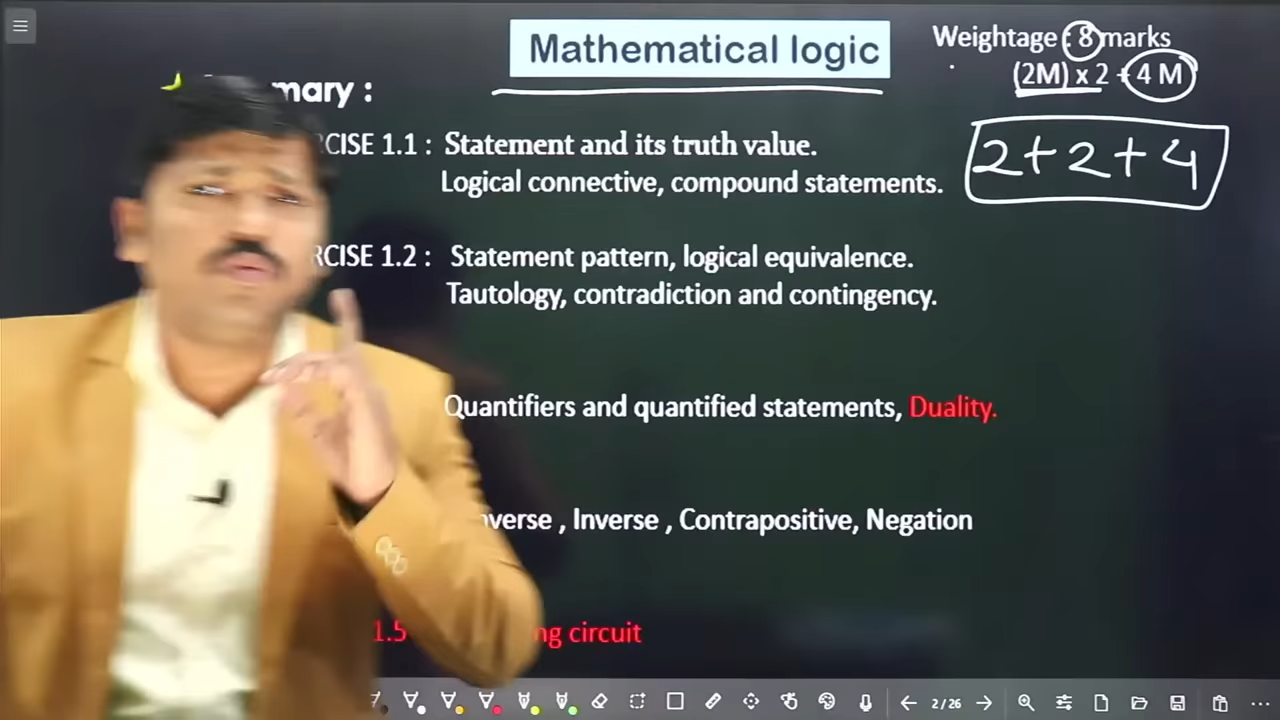 Mathematical logic
Weightage : 8 marks
(2M) x 2 + 4 M
mary :
2+2+4
RCISE 1.1 : Statement and its truth value.
Logical connective, compound statements.
RCISE 1.2 : Statement pattern, logical equivalence.
Tautology, contradiction and contingency.
Quantifiers and quantified statements, Duality.
nverse , Inverse , Contrapositive, Negation
1.5 ng circuit
2/26